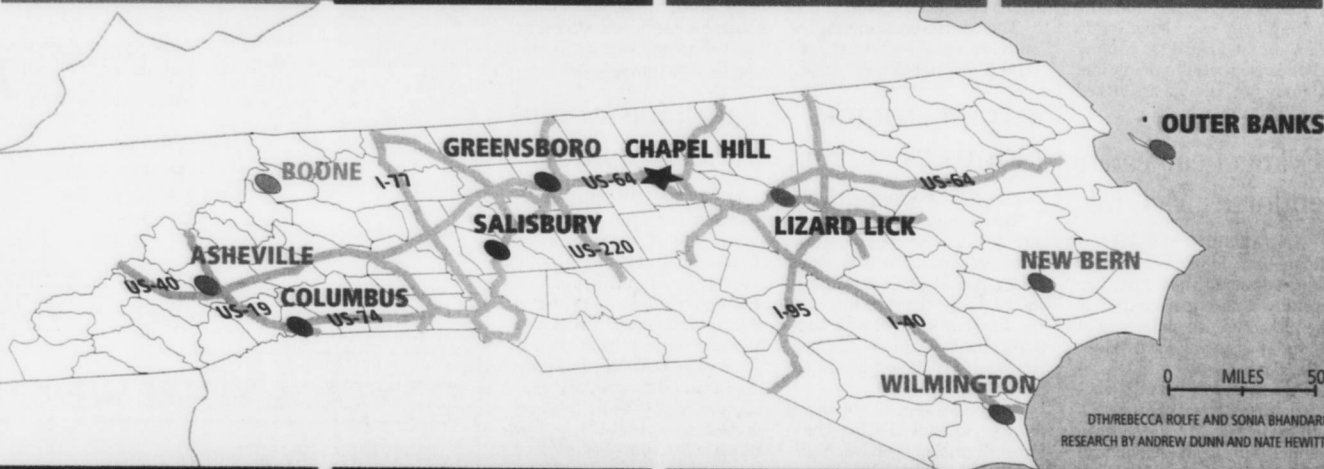 OUTER BANKS
GREENSBORO
CHAPEL HILL
BOONE
I-77
US-64
US-64
SALISBURY
LIZARD LICK
US-220
ASHEVILLE
NEW BERN
US-40
COLUMBUS
US-19
US-74
I-95
I-40
WILMINGTON
0 MILES 50
DTH/REBECCA ROLFE AND SONIA BHANDARI
RESEARCH BY ANDREW DUNN AND NATE HEWITT